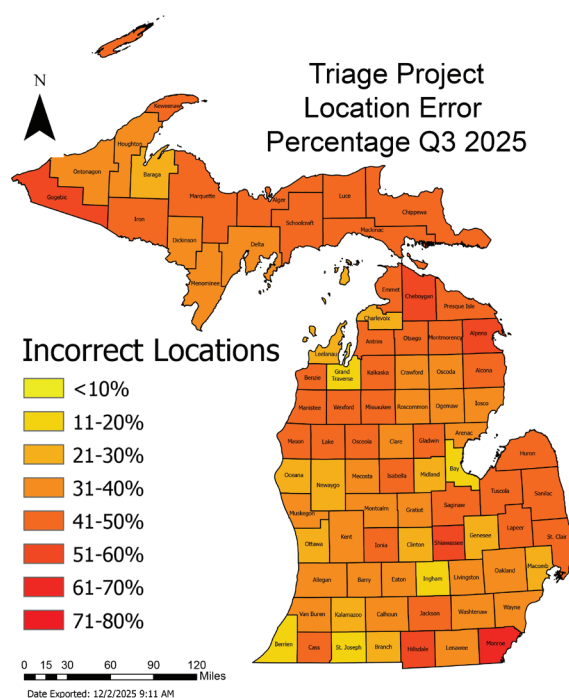 Triage Project
Location Error
Percentage Q3 2025
N
Keweenaw
Houghton
Ontonagon
Baraga
Gogebic
Marquette
Iron
Alger
Luce
Schoolcraft
Chippewa
Mackinac
Dickinson
Delta
Menominee
Emmet
Cheboygan
Presque Isle
Charlevoix
Leelanau
Antrim
Otsego
Montmorency
Alpena
Incorrect Locations
<10%
11-20%
21-30%
31-40%
41-50%
51-60%
61-70%
71-80%
Benzie
Grand
Traverse
Kalkaska
Crawford
Oscoda
Alcona
Manistee
Wexford
Missaukee
Roscommon
Ogemaw
Iosco
Arenac
Mason
Lake
Osceola
Clare
Gladwin
Bay
Huron
Oceana
Newaygo
Mecosta
Isabella
Midland
Tuscola
Sanilac
Saginaw
Muskegon
Montcalm
Gratiot
Lapeer
St. Clair
Ottawa
Kent
Ionia
Clinton
Shiawassee
Genesee
Macomb
Oakland
Allegan
Barry
Eaton
Ingham
Livingston
Van Buren
Kalamazoo
Calhoun
Jackson
Washtenaw
Wayne
Berrien
Cass
St. Joseph
Branch
Hillsdale
Lenawee
Monroe
0 15 30 60 90 120
Miles
Date Exported: 12/2/2025 9:11 AM